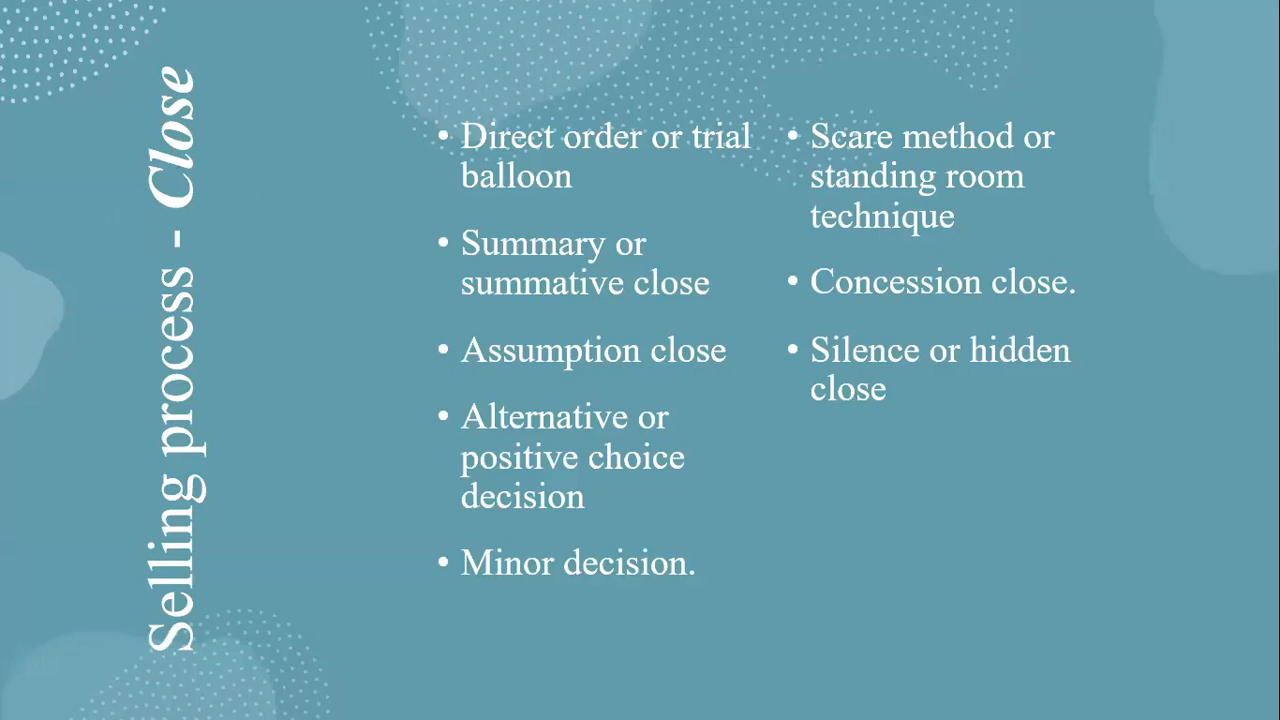 Selling process - Close
• Direct order or trial
balloon
• Summary or
summative close
• Assumption close
• Alternative or
positive choice
decision
• Minor decision.
• Scare method or
standing room
technique
• Concession close.
• Silence or hidden
close